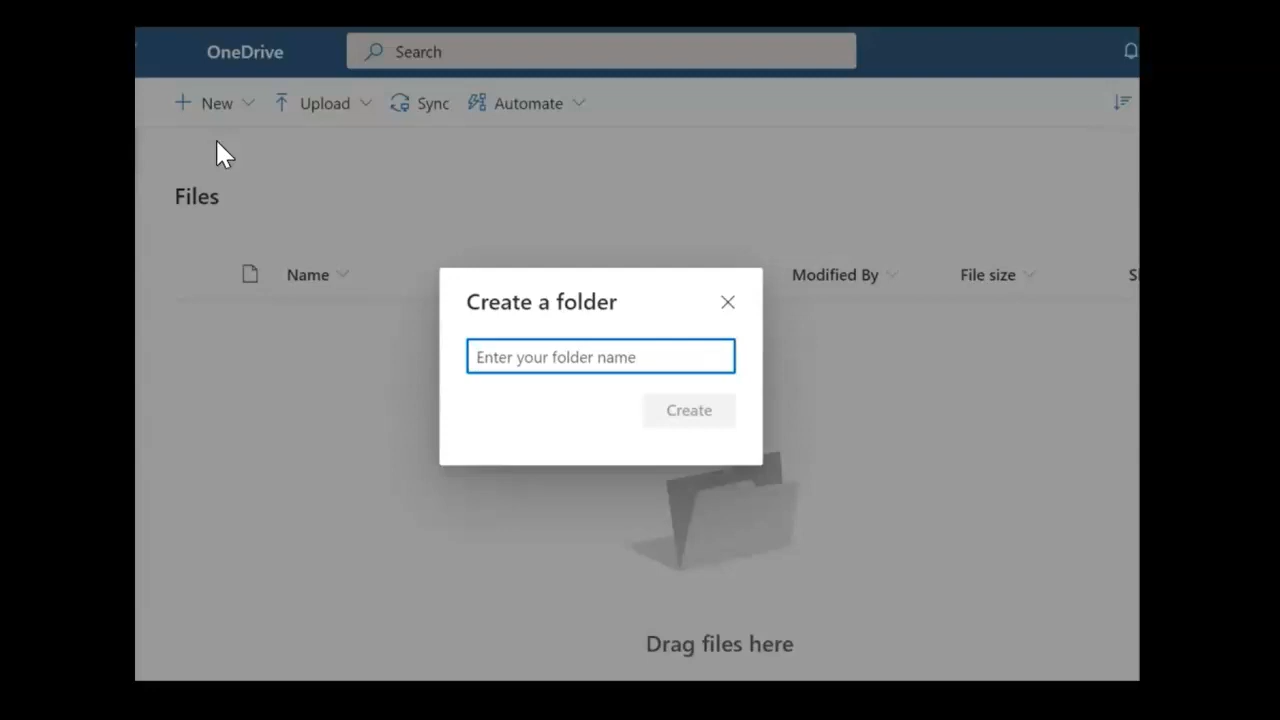 OneDrive
Search
New
Upload
Sync
Automate
Files
Name
Modified By
File size
Create a folder
Enter your folder name
Create
Drag files here